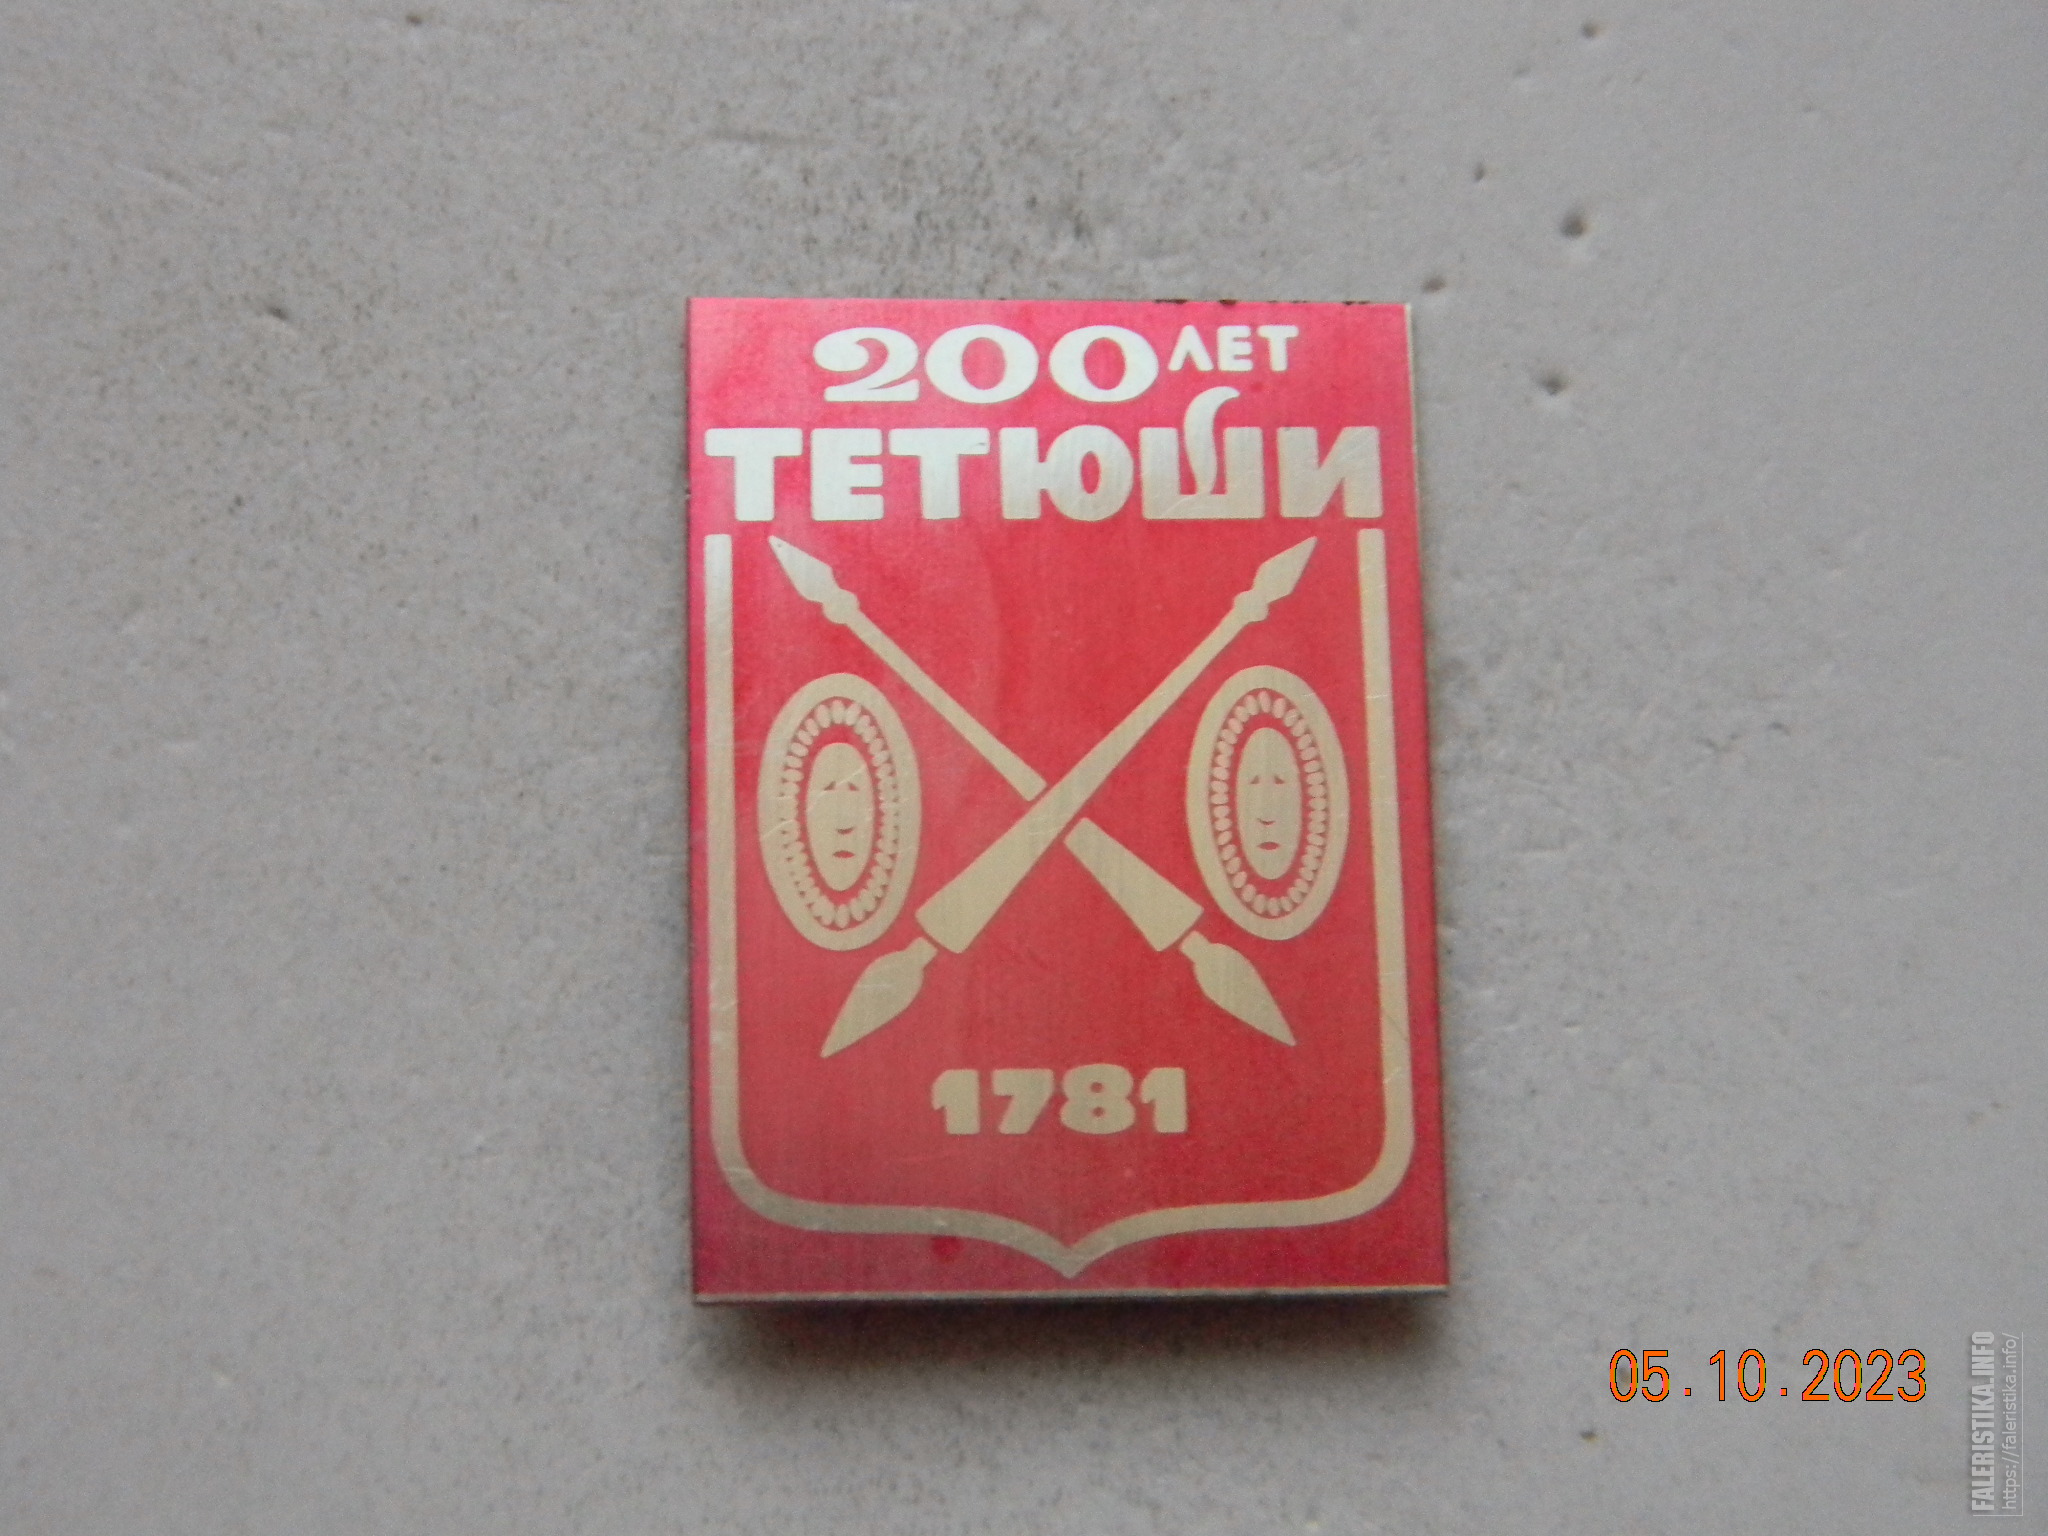 200 ЛЕТ
ТЕТЮШИ
1781
05.10.2023
FALERISTIKA.INFO
https://faleristika.info/